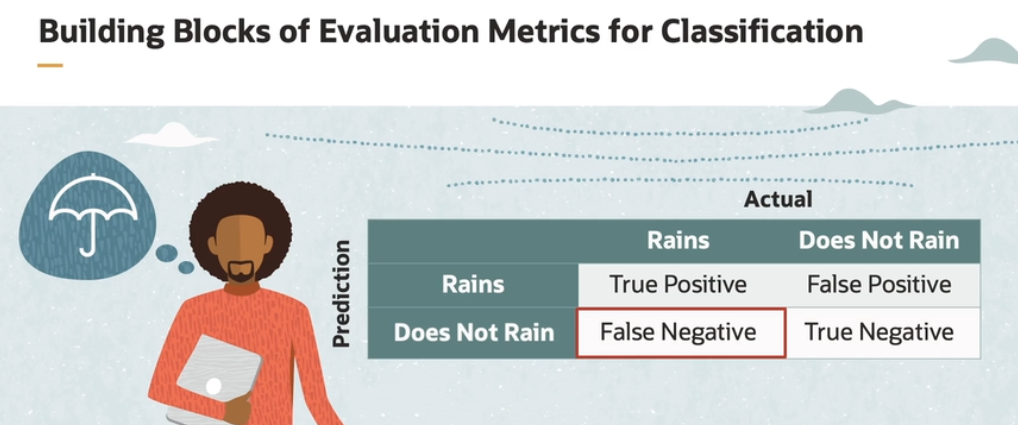 Building Blocks of Evaluation Metrics for Classification
Actual
Prediction
Rains Does Not Rain
Rains True Positive False Positive
Does Not Rain False Negative True Negative